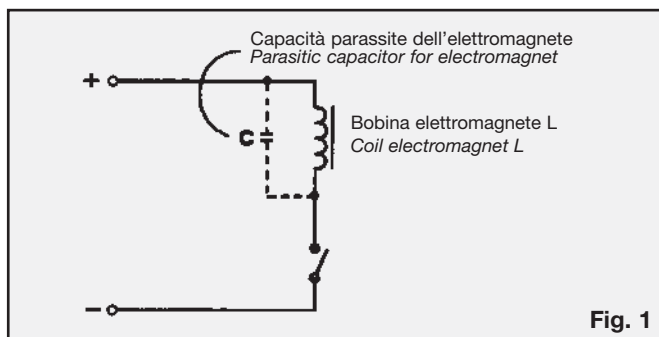 Capacità parassite dell'elettromagnete
Parasitic capacitor for electromagnet
+
C
Bobina elettromagnete L
Coil electromagnet L
-
Fig. 1